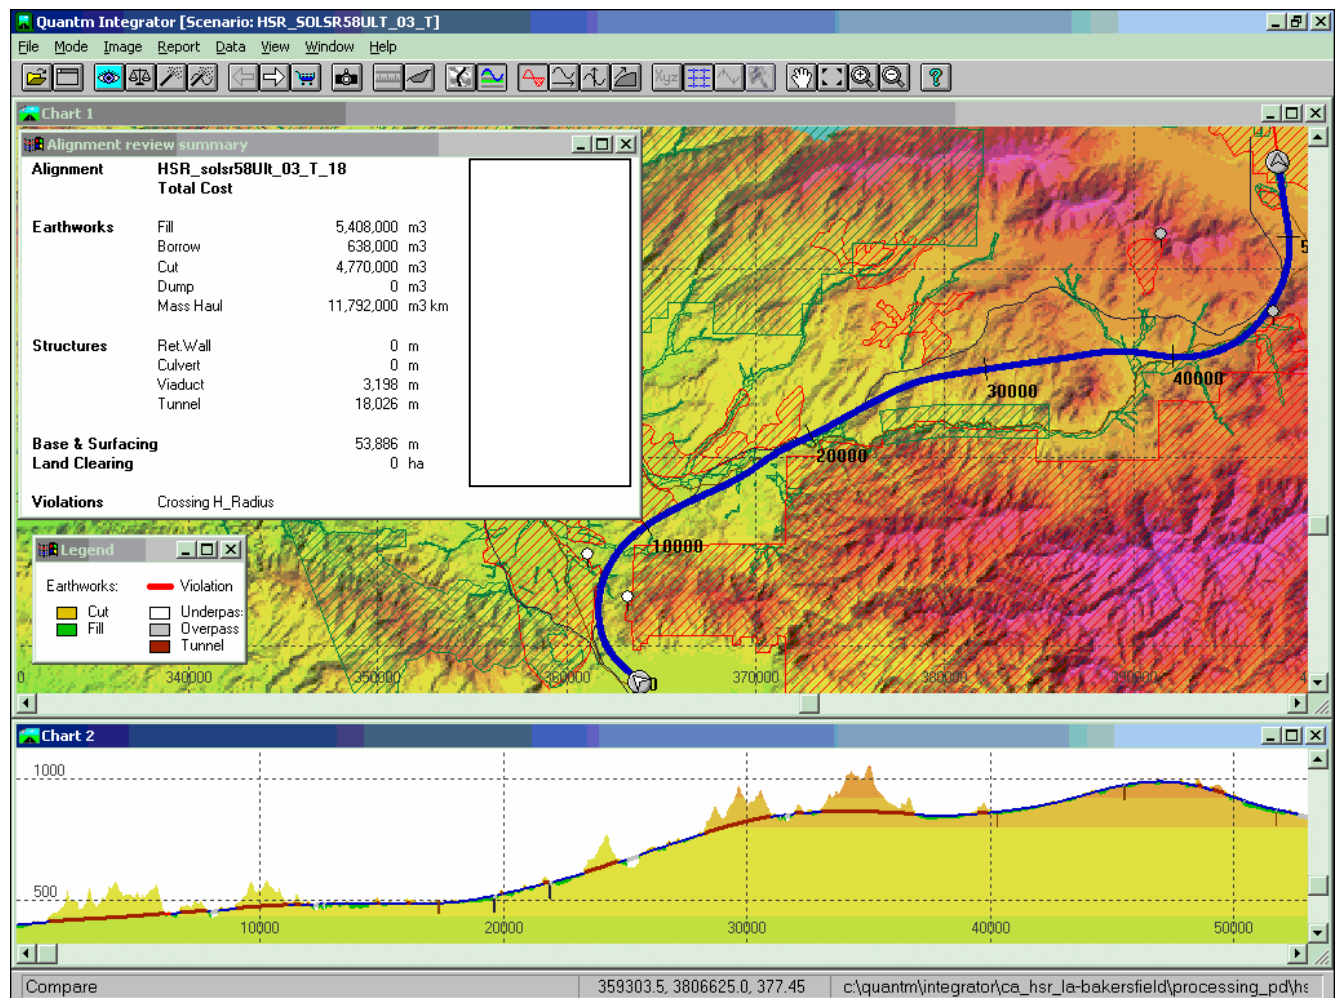 Quantm Integrator [Scenario: HSR_SOLSR58ULT_03_T]
File Mode Image Report Data View Window Help
Xyz
Chart 1
Alignment review summary
Alignment HSR_solsr58Ult_03_T_18
Total Cost
Earthworks Fill 5,408,000 m3
Borrow 638,000 m3
Cut 4,770,000 m3
Dump 0 m3
Mass Haul 11,792,000 m3 km
Structures Ret.Wall 0 m
Culvert 0 m
Viaduct 3,198 m
Tunnel 18,026 m
Base & Surfacing 53,886 m
Land Clearing 0 ha
Violations Crossing H_Radius
5
40000
30000
20000
10000
0
Legend
Earthworks: Violation
Cut Underpas:
Fill Overpass
Tunnel
0 340000 350000 360000 370000 380000 390000 4
Chart 2
1000
500
10000 20000 30000 40000 50000
Compare 359303.5, 3806625.0, 377.45 c:\quantm\integrator\ca_hsr_la-bakersfield\processing_pd\hs